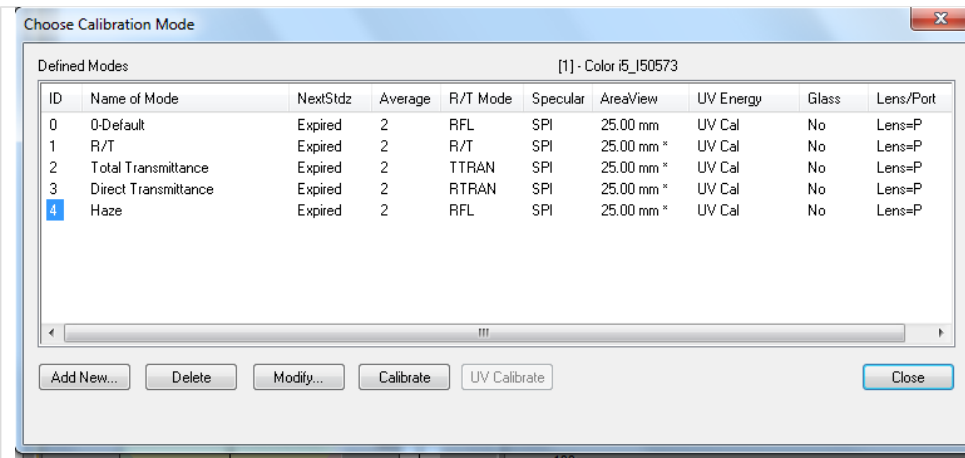 Choose Calibration Mode
Defined Modes [1] - Color i5_I50573
ID Name of Mode NextStdz Average R/T Mode Specular AreaView UV Energy Glass Lens/Port
0 0-Default Expired 2 RFL SPI 25.00 mm UV Cal No Lens=P
1 R/T Expired 2 R/T SPI 25.00 mm * UV Cal No Lens=P
2 Total Transmittance Expired 2 TTRAN SPI 25.00 mm * UV Cal No Lens=P
3 Direct Transmittance Expired 2 RTRAN SPI 25.00 mm * UV Cal No Lens=P
4 Haze Expired 2 RFL SPI 25.00 mm * UV Cal No Lens=P
Add New... Delete Modify... Calibrate UV Calibrate Close